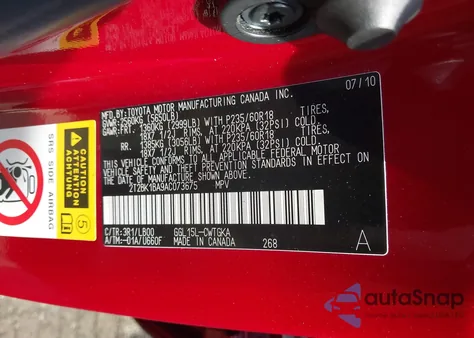 07/10
MFD. BY:TOYOTA MOTOR MANUFACTURING CANADA INC.
GVWR:2560KG (5650LB)
GAWR:FRT. 1360KG (2999LB) WITH P235/60R18 TIRES,
18X7 1/2J RIMS, AT 220KPA (32PSI) COLD.
RR. 1385KG (3056LB) WITH P235/60R18 TIRES,
18X7 1/2J RIMS, AT 220KPA (32PSI) COLD.
THIS VEHICLE CONFORMS TO ALL APPLICABLE FEDERAL MOTOR
VEHICLE SAFETY AND THEFT PREVENTION STANDARDS IN EFFECT
ON THE DATE OF MANUFACTURE SHOWN ABOVE.
2T2BK1BA9AC073675 MPV
C/TR:3R1/LB00 GGL15L-CWTGKA
A/TM:-01A/U660F MADE IN CANADA 268 A
SRS SIDE AIRBAG
CAUTION
ATTENTION
ACHTUNG
autoSnap